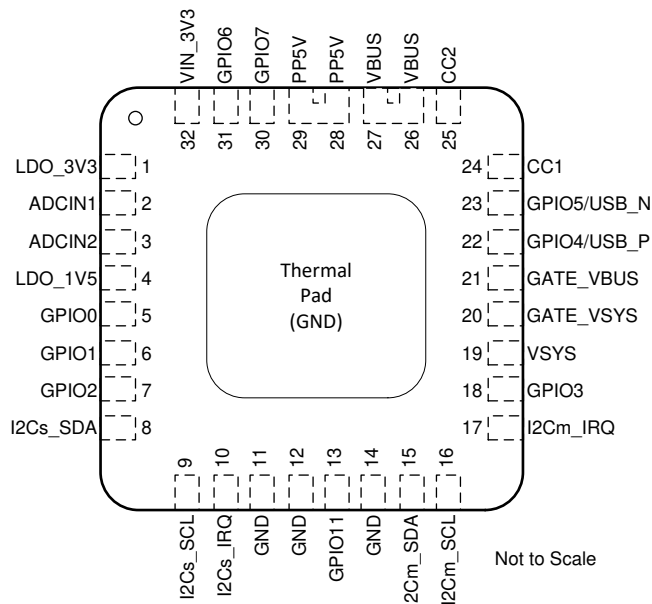 VIN_3V3
GPIO6
GPIO7
PP5V
PP5V
VBUS
VBUS
CC2
32
31
30
29
28
27
26
25
LDO_3V3 1
ADCIN1 2
ADCIN2 3
LDO_1V5 4
GPIO0 5
GPIO1 6
GPIO2 7
I2Cs_SDA 8
Thermal
Pad
(GND)
24 CC1
23 GPIO5/USB_N
22 GPIO4/USB_P
21 GATE_VBUS
20 GATE_VSYS
19 VSYS
18 GPIO3
17 I2Cm_IRQ
9
10
11
12
13
14
15
16
I2Cs_SCL
I2Cs_IRQ
GND
GND
GPIO11
GND
2Cm_SDA
I2Cm_SCL
Not to Scale